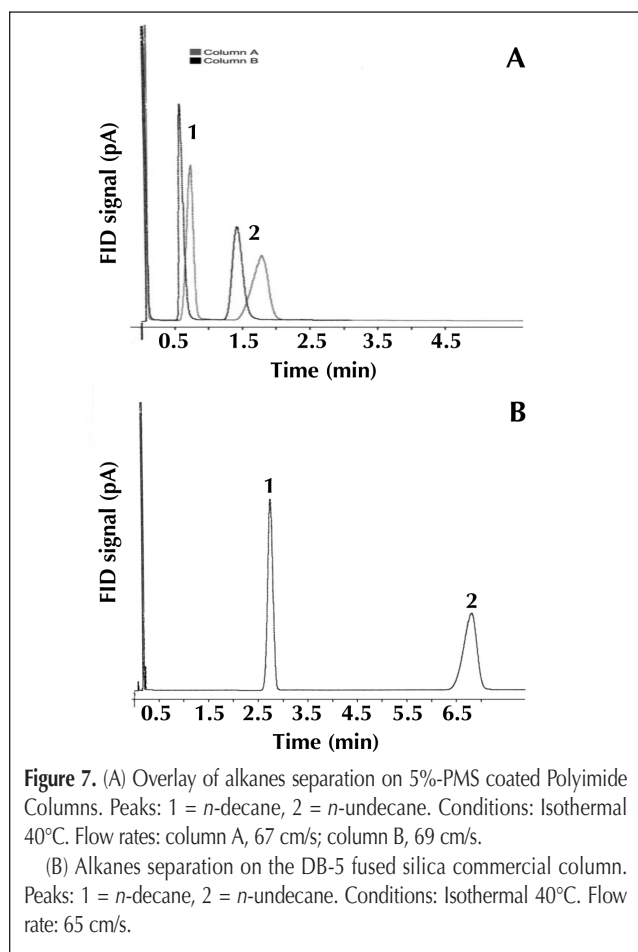 Column A
Column B
A
1
2
FID signal (pA)
0.5 1.5 2.5 3.5 4.5
Time (min)
B
1
2
FID signal (pA)
0.5 1.5 2.5 3.5 4.5 5.5 6.5
Time (min)
Figure 7. (A) Overlay of alkanes separation on 5%-PMS coated Polyimide
Columns. Peaks: 1 = n-decane, 2 = n-undecane. Conditions: Isothermal
40°C. Flow rates: column A, 67 cm/s; column B, 69 cm/s.
(B) Alkanes separation on the DB-5 fused silica commercial column.
Peaks: 1 = n-decane, 2 = n-undecane. Conditions: Isothermal 40°C. Flow
rate: 65 cm/s.